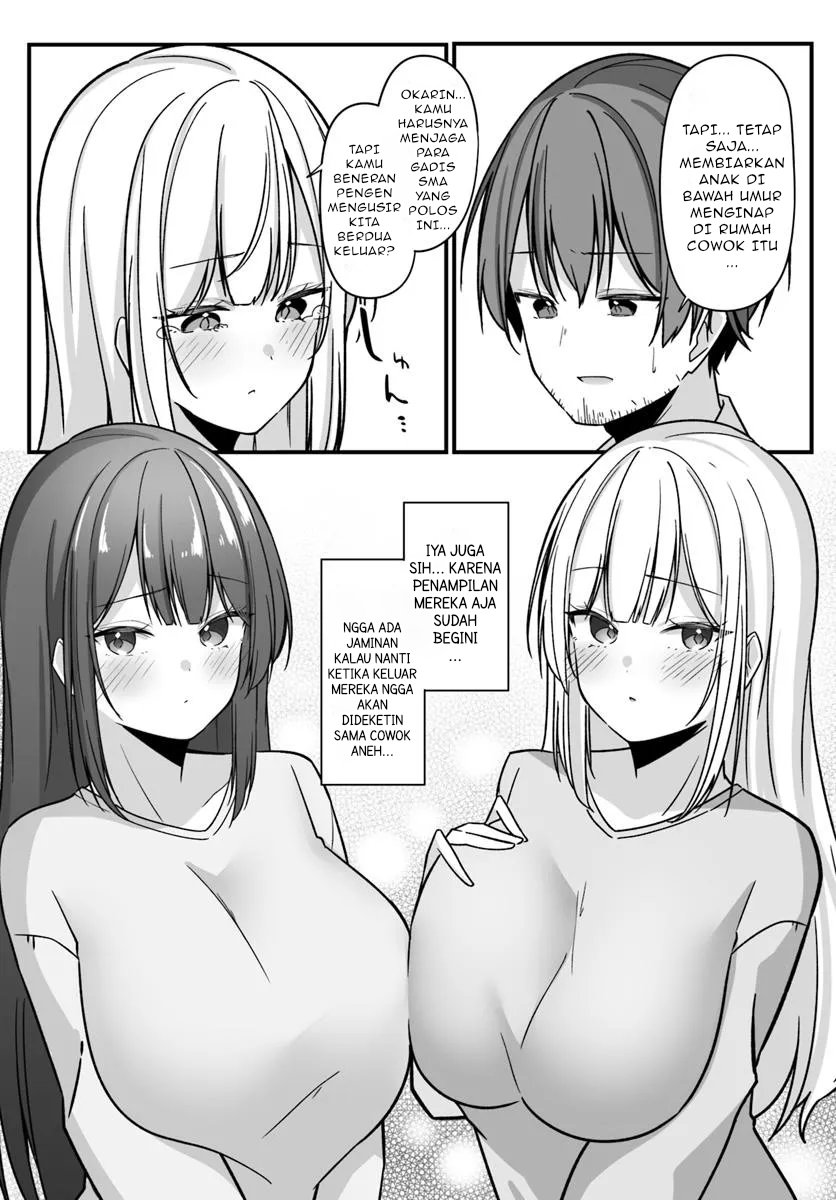 TAPI... TETAP
SAJA...
MEMBIARKAN
ANAK DI
BAWAH UMUR
MENGINAP
DI RUMAH
COWOK ITU
...
OKARIN...
KAMU
HARUSNYA
MENJAGA
PARA
GADIS
SMA
YANG
POLOS
INI...
TAPI
KAMU
BENERAN
PENGEN
MENGUSIR
KITA
BERDUA
KELUAR?
しゅん…
IYA JUGA
SIH... KARENA
PENAMPILAN
MEREKA AJA
SUDAH
BEGINI
...
NGGA ADA
JAMINAN
KALAU NANTI
KETIKA KELUAR
MEREKA NGGA
AKAN
DIDEKETIN
SAMA COWOK
ANEH...